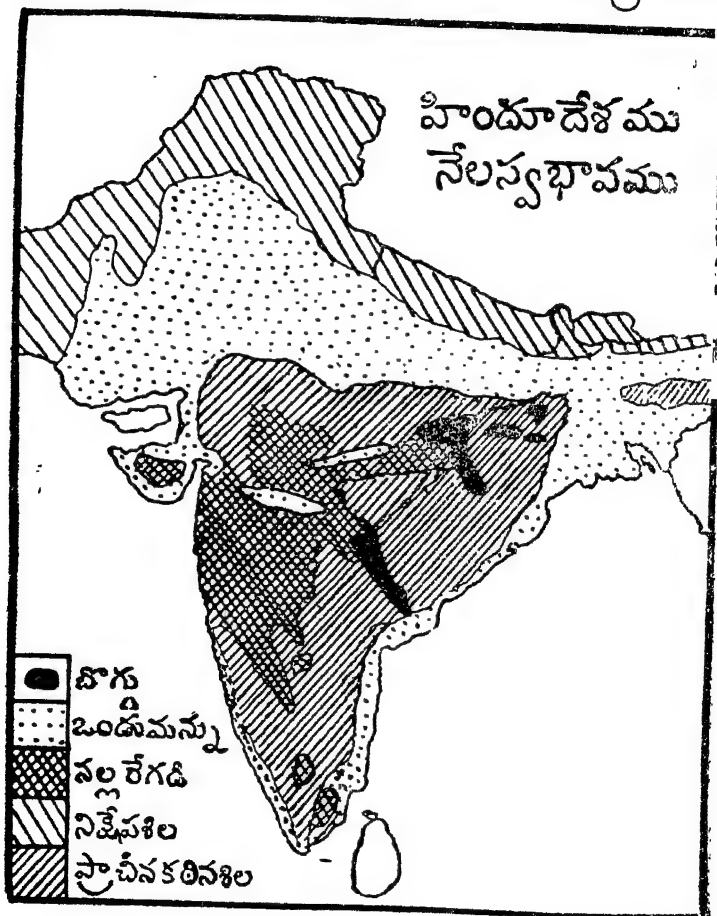 హిందూదేశము
నేలస్వభావము
బొగ్గు
ఒండుమన్ను
నల్లరేగడి
నిక్షేపశిల
ప్రాచీనకఠినశిల